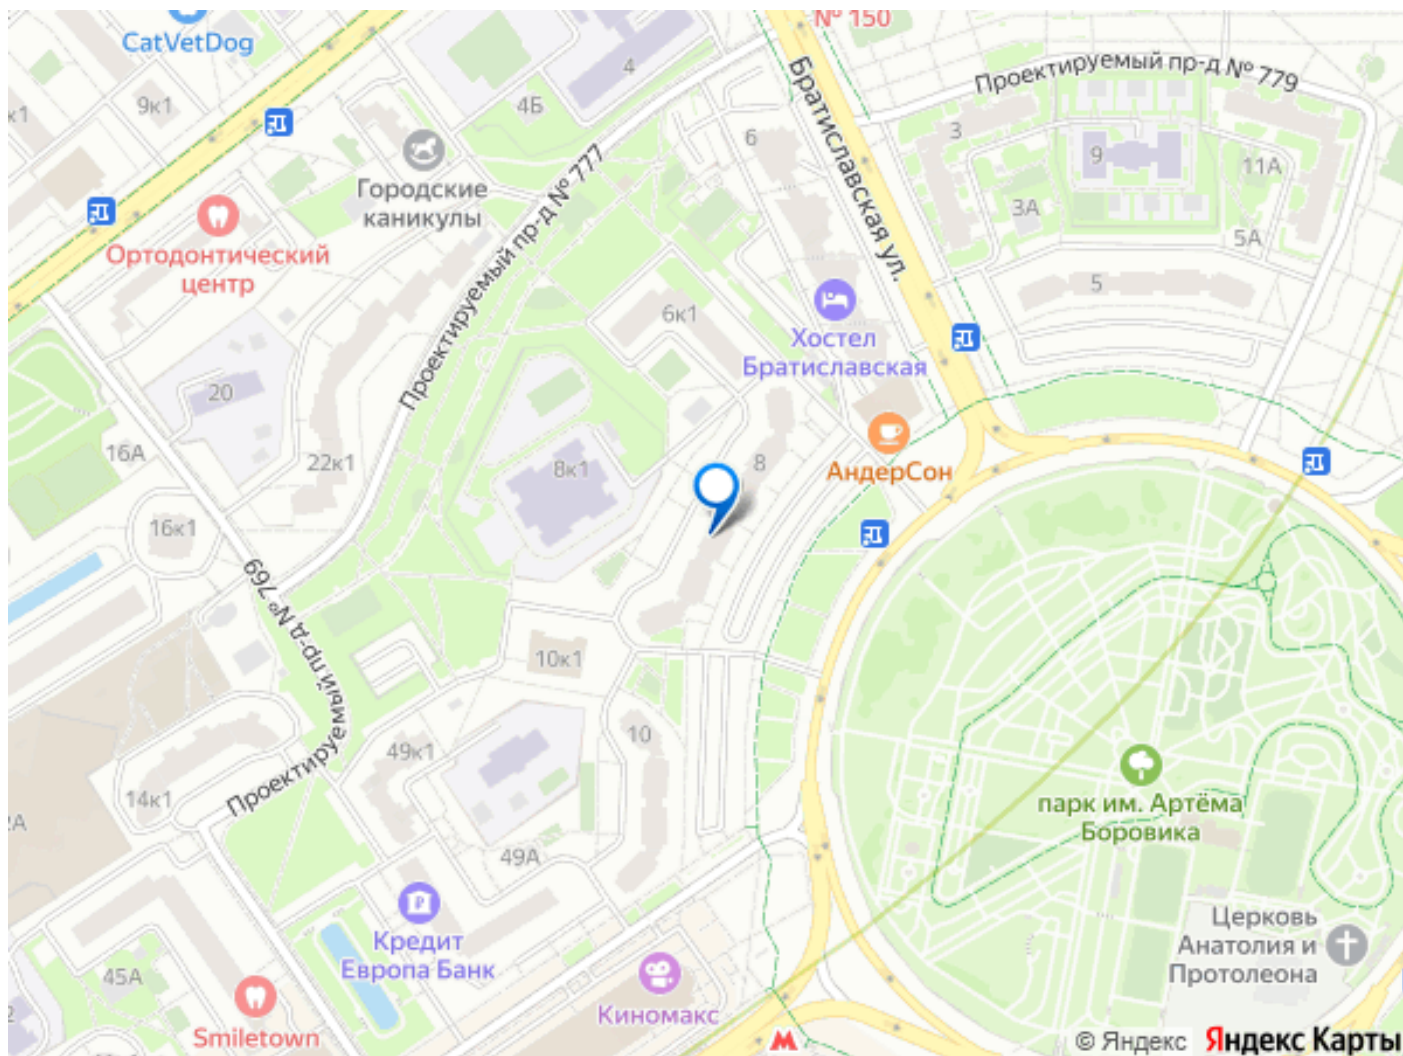 № 150
CatVetDog
4
9к1
4Б
к1
6
Проектируемый пр-д № 779
Братиславская ул.
3
9
11А
3А
5А
5
Городские
каникулы
Проектируемый пр-д № 777
Ортодонтический
центр
6к1
Хостел
Братиславская
20
АндерСон
16А
22к1
8к1
8
16к1
Проектируемый пр-д № 769
10к1
10
49к1
14к1
2А
49А
парк им. Артёма
Боровика
Кредит
Европа Банк
Церковь
Анатолия и
Протолеона
45А
2
Киномакс
Smiletown
© Яндекс Яндекс Карты